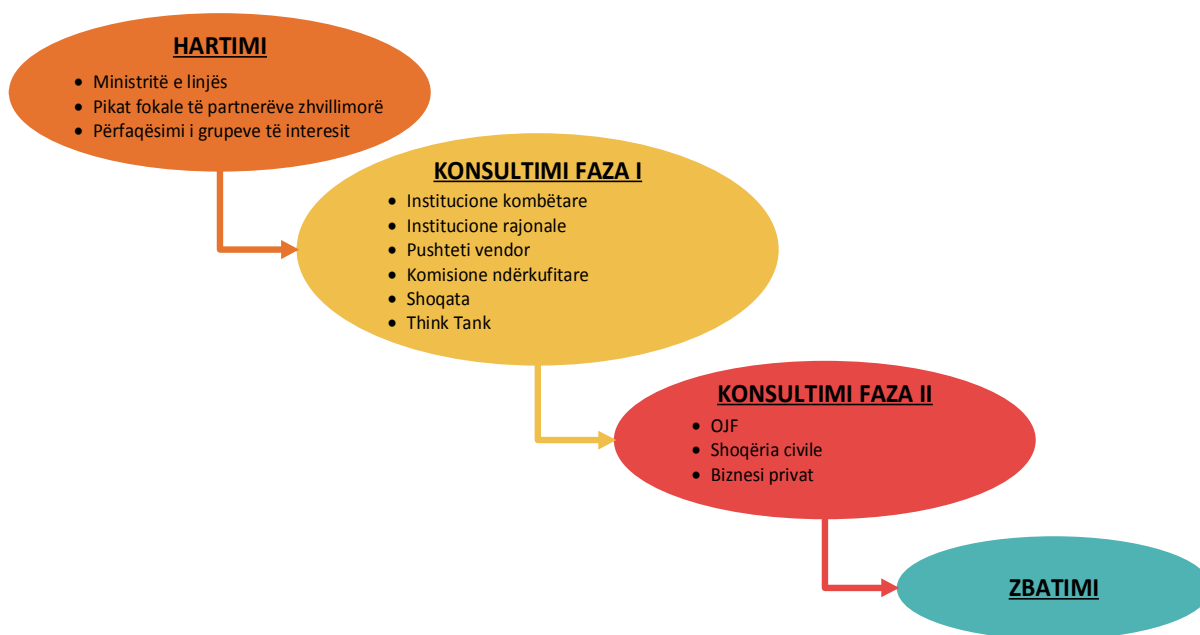 HARTIMI
• Ministritë e linjës
• Pikat fokale të partnerëve zhvillimorë
• Përfaqësimi i grupeve të interesit
KONSULTIMI FAZA I
• Institucione kombëtare
• Institucione rajonale
• Pushteti vendor
• Komisione ndërkufitare
• Shoqata
• Think Tank
KONSULTIMI FAZA II
• OJF
• Shoqëria civile
• Biznesi privat
ZBATIMI